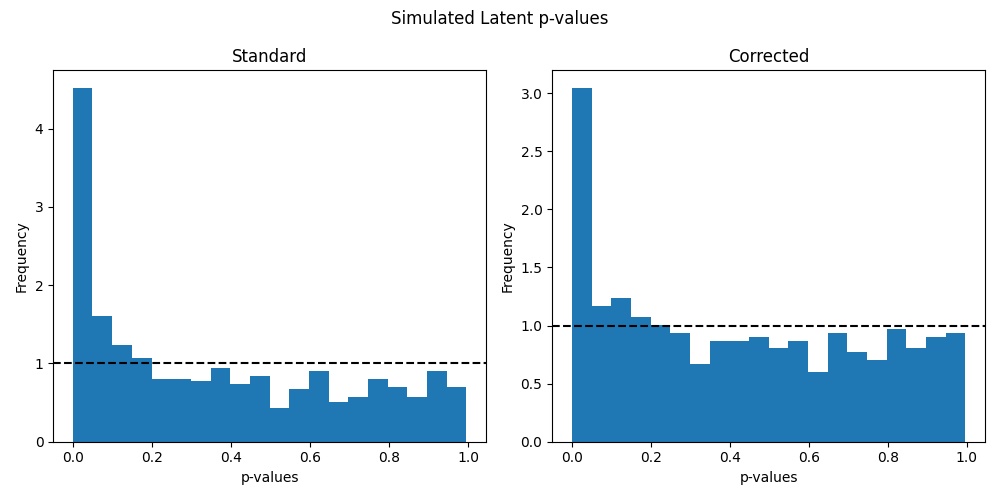 Simulated Latent p-values
Standard
Frequency
4
3
2
1
0
0.0 0.2 0.4 0.6 0.8 1.0
p-values
Corrected
Frequency
3.0
2.5
2.0
1.5
1.0
0.5
0.0
0.0 0.2 0.4 0.6 0.8 1.0
p-values